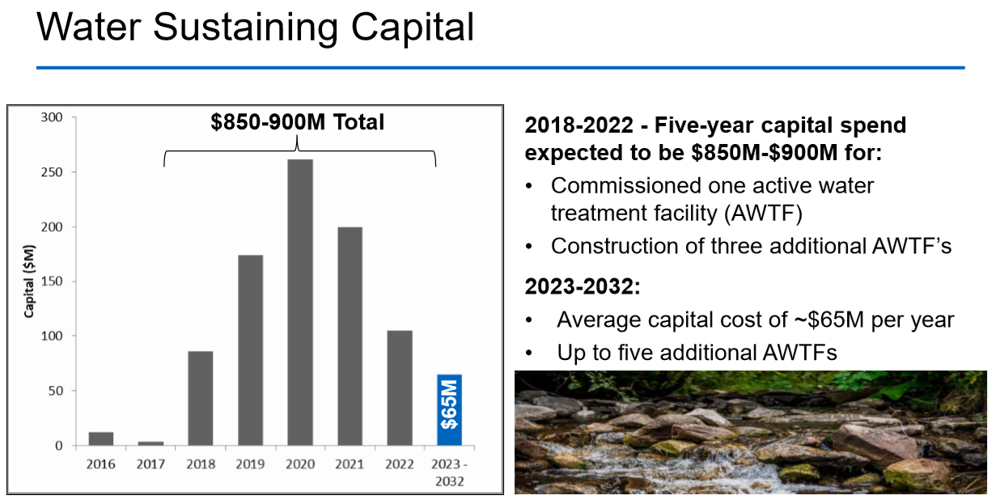 Water Sustaining Capital
$850-900M Total
300
250
200
150
100
50
0
Capital ($M)
$65M
2016 2017 2018 2019 2020 2021 2022 2023 -
2032
2018-2022 - Five-year capital spend
expected to be $850M-$900M for:
• Commissioned one active water
treatment facility (AWTF)
• Construction of three additional AWTF’s
2023-2032:
• Average capital cost of ~$65M per year
• Up to five additional AWTFs